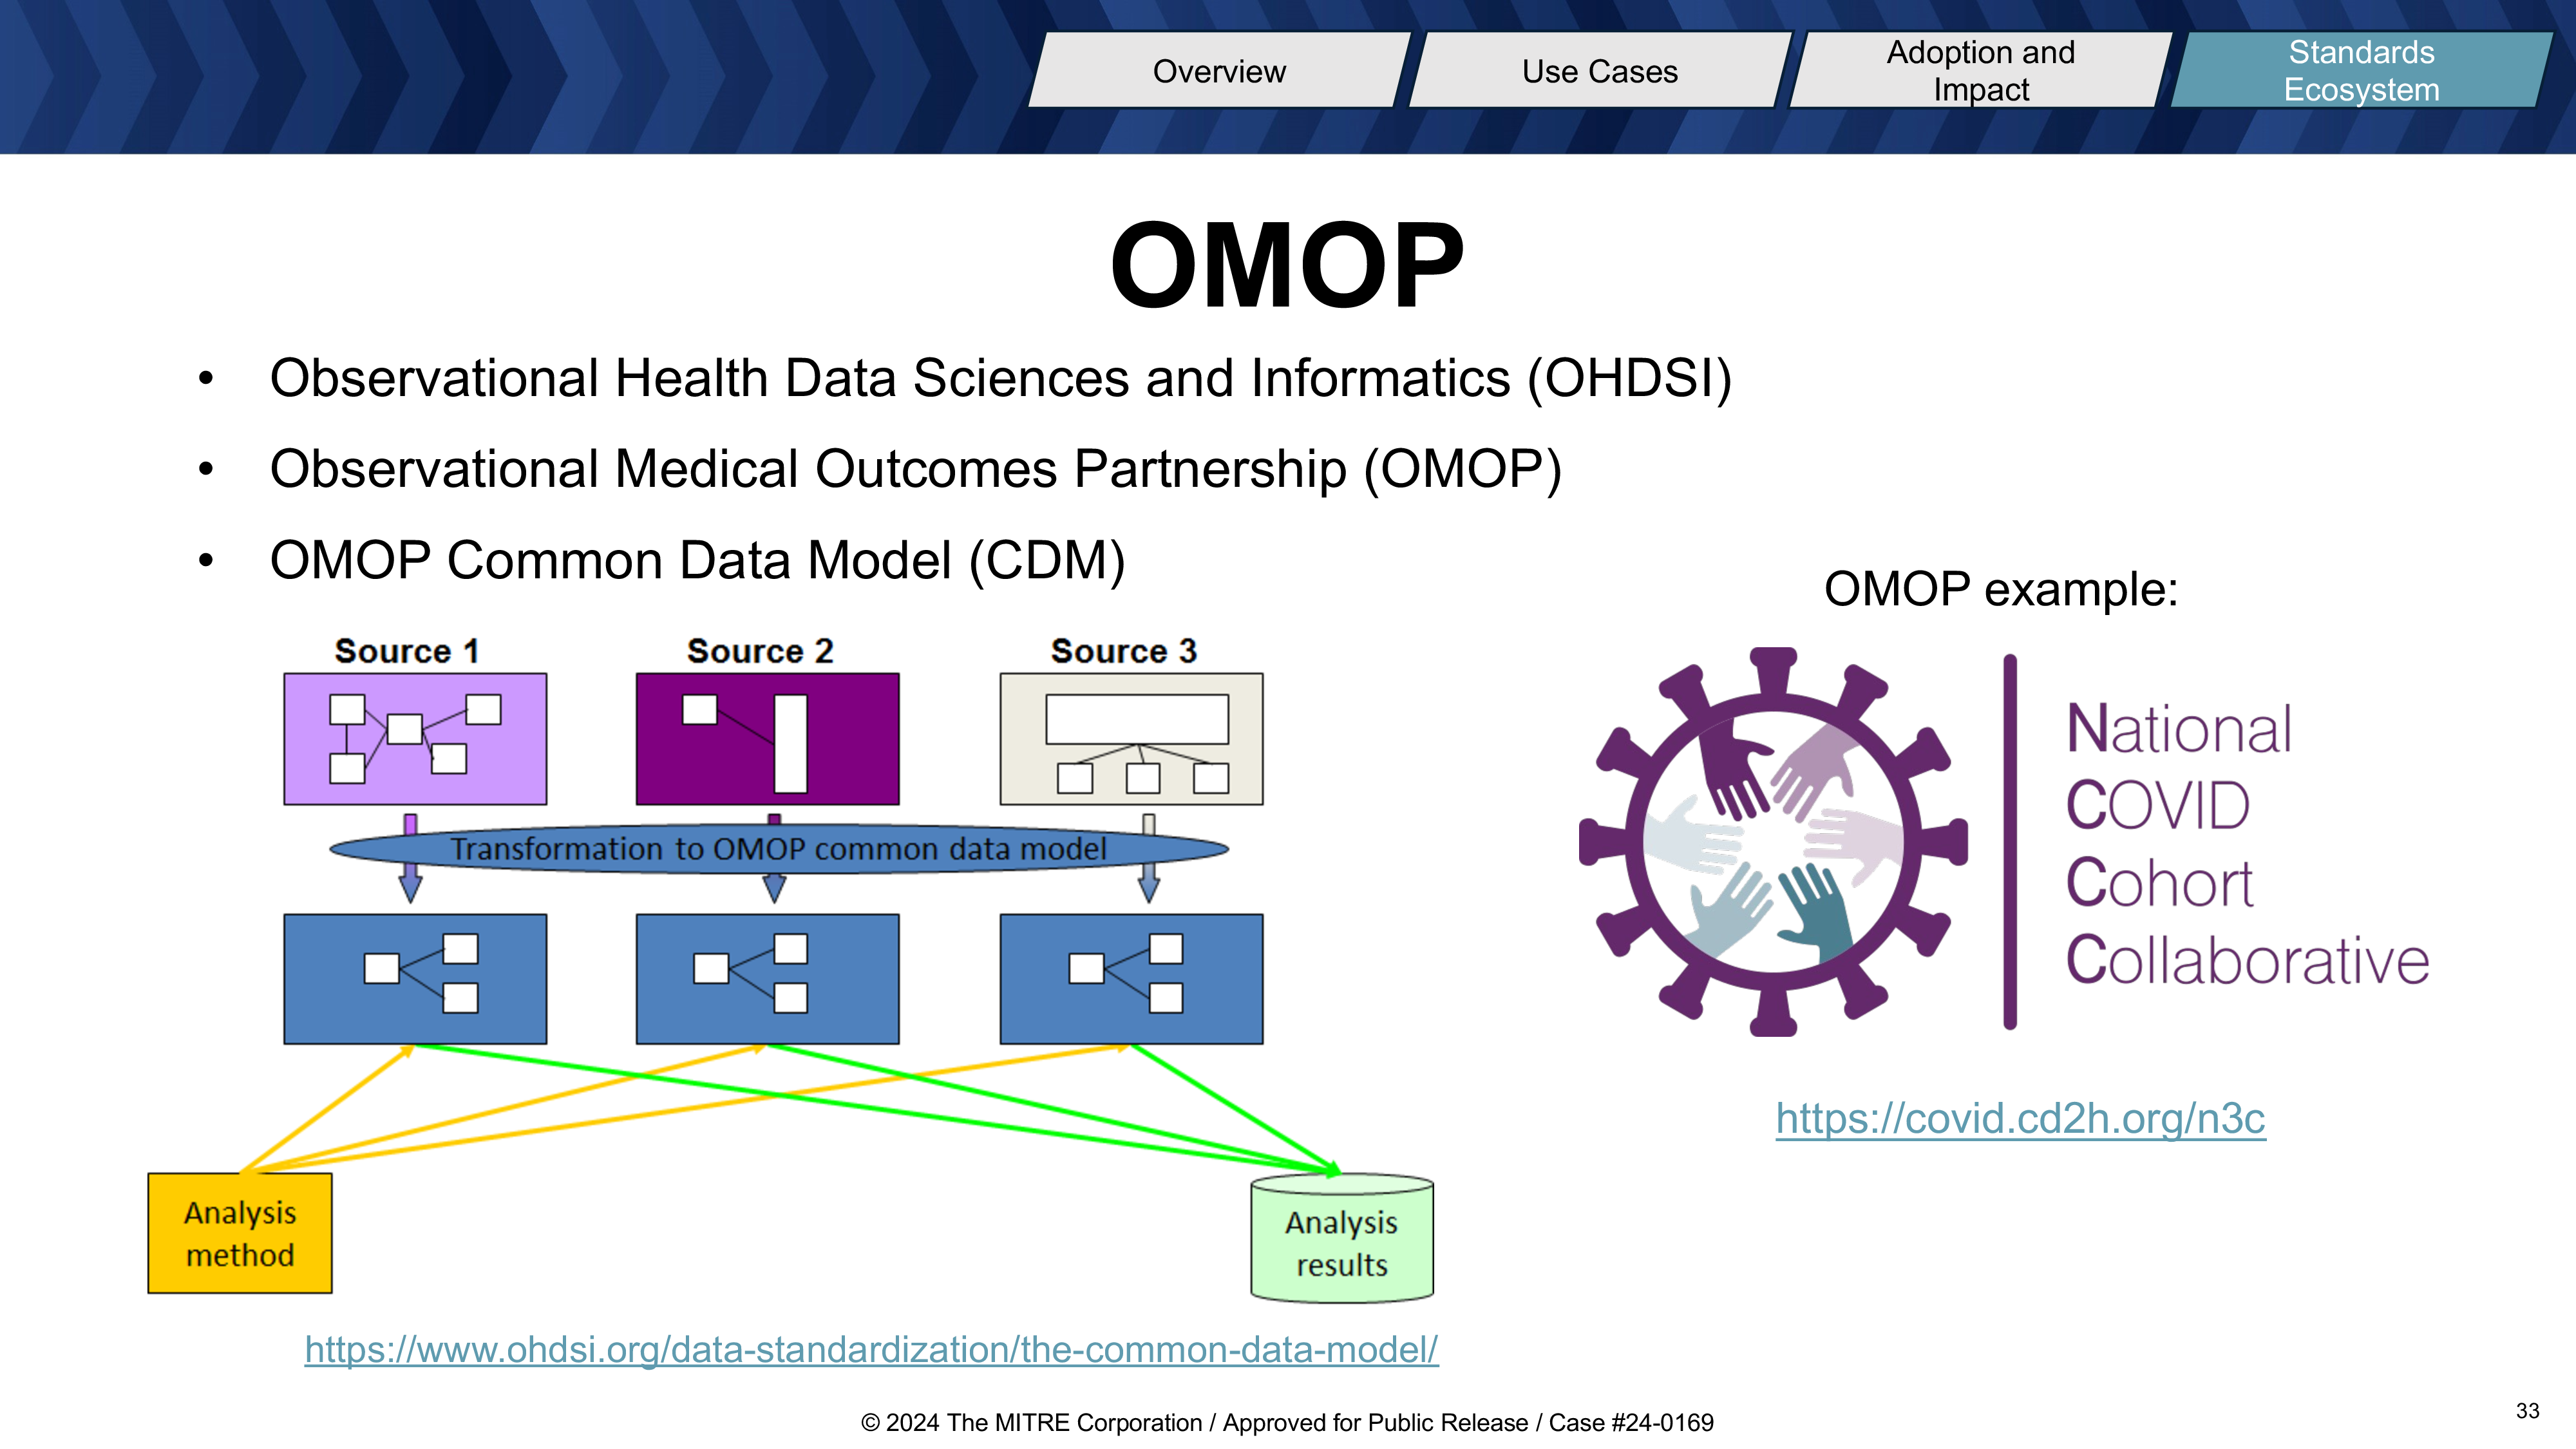 Overview
Use Cases
Adoption and
Impact
Standards
Ecosystem
OMOP
• Observational Health Data Sciences and Informatics (OHDSI)
• Observational Medical Outcomes Partnership (OMOP)
• OMOP Common Data Model (CDM)
Source 1
Source 2
Source 3
Transformation to OMOP common data model
Analysis
method
Analysis
results
https://www.ohdsi.org/data-standardization/the-common-data-model/
OMOP example:
National
COVID
Cohort
Collaborative
https://covid.cd2h.org/n3c
© 2024 The MITRE Corporation / Approved for Public Release / Case #24-0169
33